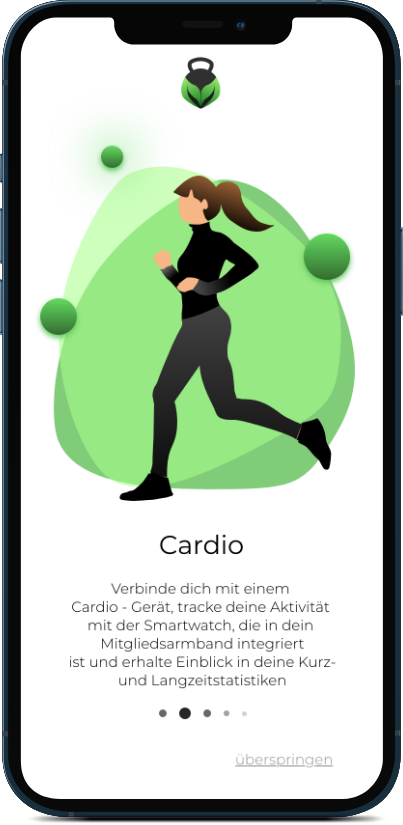 Cardio
Verbinde dich mit einem
Cardio - Gerät, tracke deine Aktivität
mit der Smartwatch, die in dein
Mitgliedsarmband integriert
ist und erhalte Einblick in deine Kurz-
und Langzeitstatistiken
überspringen